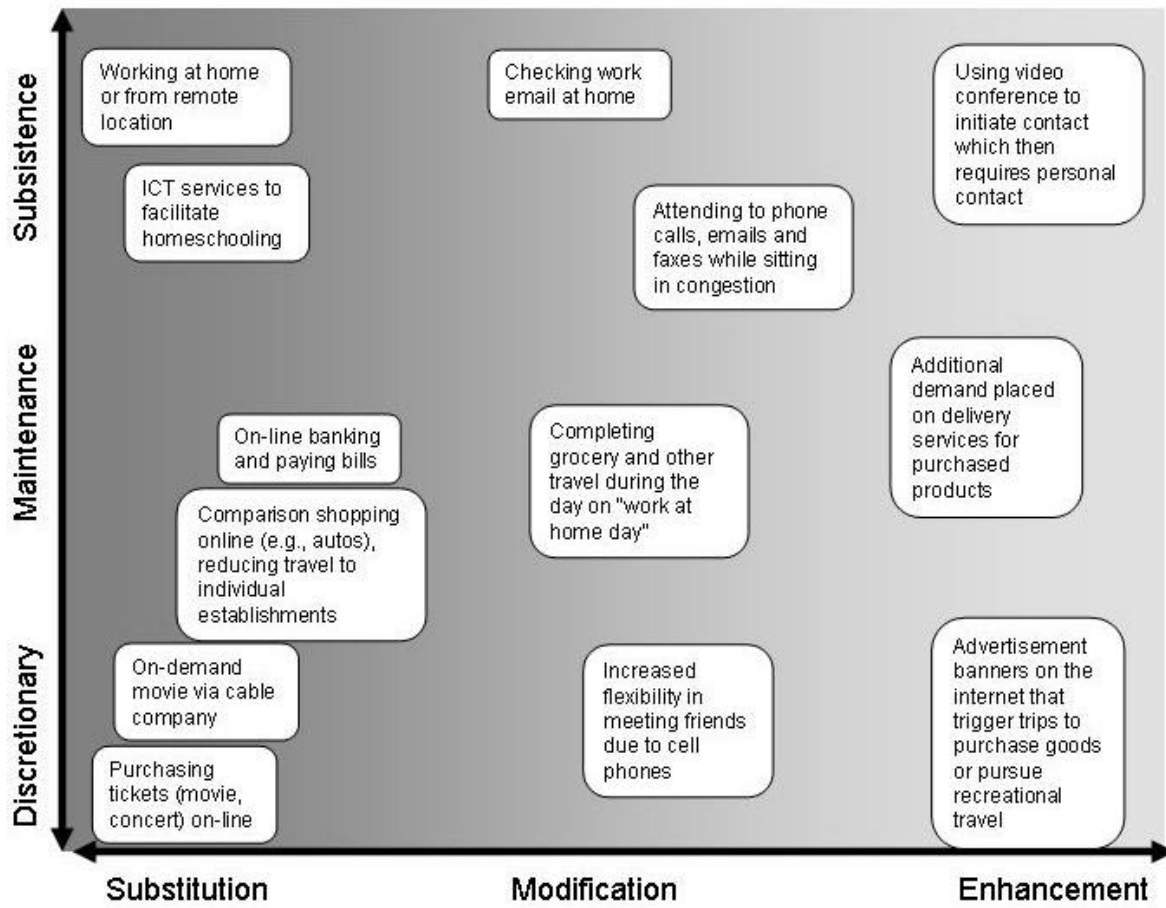 Subsistence
Maintenance
Discretionary
Working at home
or from remote
location
ICT services to
facilitate
homeschooling
Checking work
email at home
Attending to phone
calls, emails and
faxes while sitting
in congestion
Using video
conference to
initiate contact
which then
requires personal
contact
On-line banking
and paying bills
Comparison shopping
online (e.g., autos),
reducing travel to
individual
establishments
Completing
grocery and other
travel during the
day on "work at
home day"
Additional
demand placed
on delivery
services for
purchased
products
On-demand
movie via cable
company
Purchasing
tickets (movie,
concert) on-line
Increased
flexibility in
meeting friends
due to cell
phones
Advertisement
banners on the
internet that
trigger trips to
purchase goods
or pursue
recreational
travel
Substitution
Modification
Enhancement